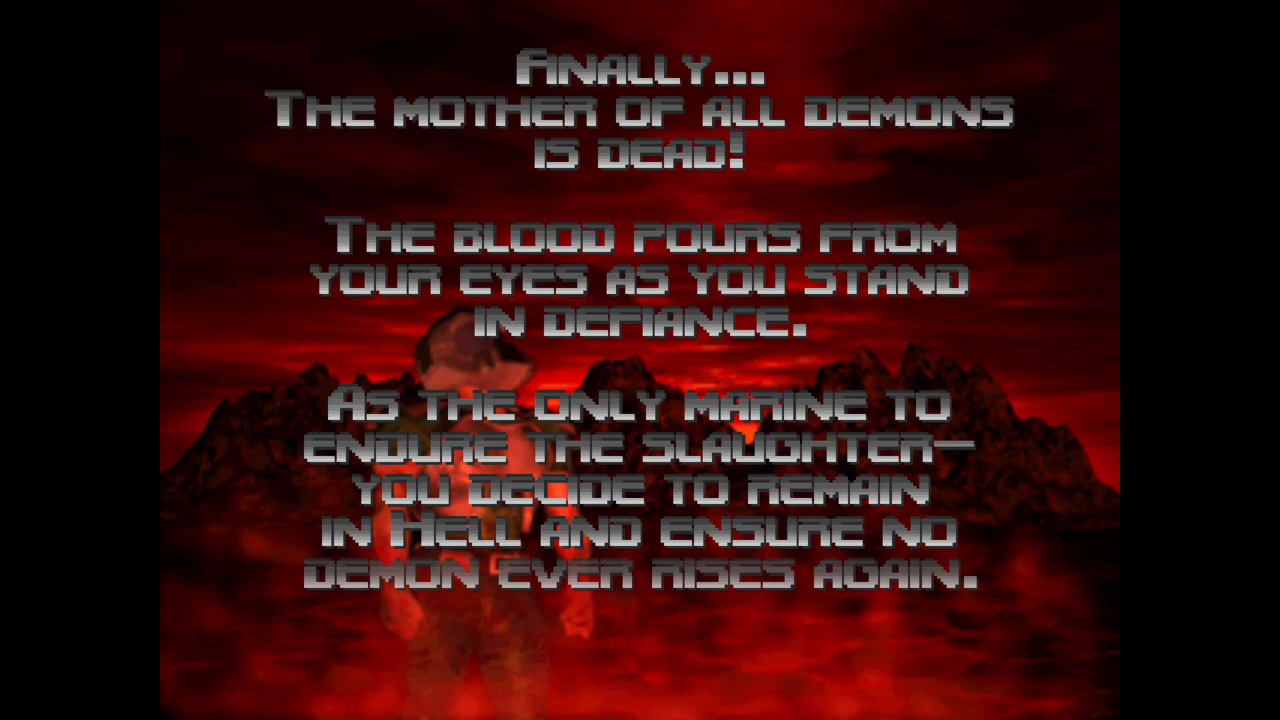 Finally...
The mother of all demons
is dead!
The blood pours from
your eyes as you stand
in defiance.
As the only marine to
endure the slaughter—
you decide to remain
in Hell and ensure no
demon ever rises again.